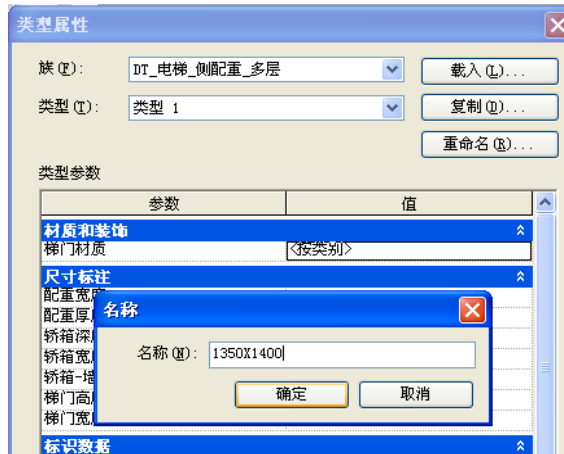 类型属性
族(F):
DT_电梯_侧配重_多层
载入(L)...
类型(T):
类型 1
复制(D)...
重命名(R)...
类型参数
参数
值
材质和装饰
梯门材质
<按类别>
尺寸标注
配重宽度
配重厚
轿箱深
轿箱宽
轿箱-墙
梯门高
梯门宽
名称
名称(N):
1350X1400
确定
取消
标识数据